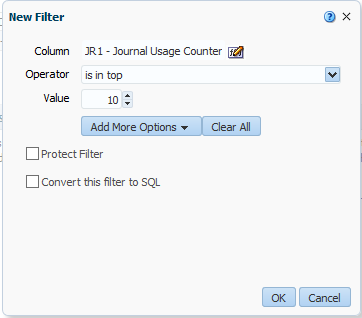 New Filter
Column JR1 - Journal Usage Counter
Operator is in top
Value 10
Add More Options Clear All
Protect Filter
Convert this filter to SQL
OK Cancel